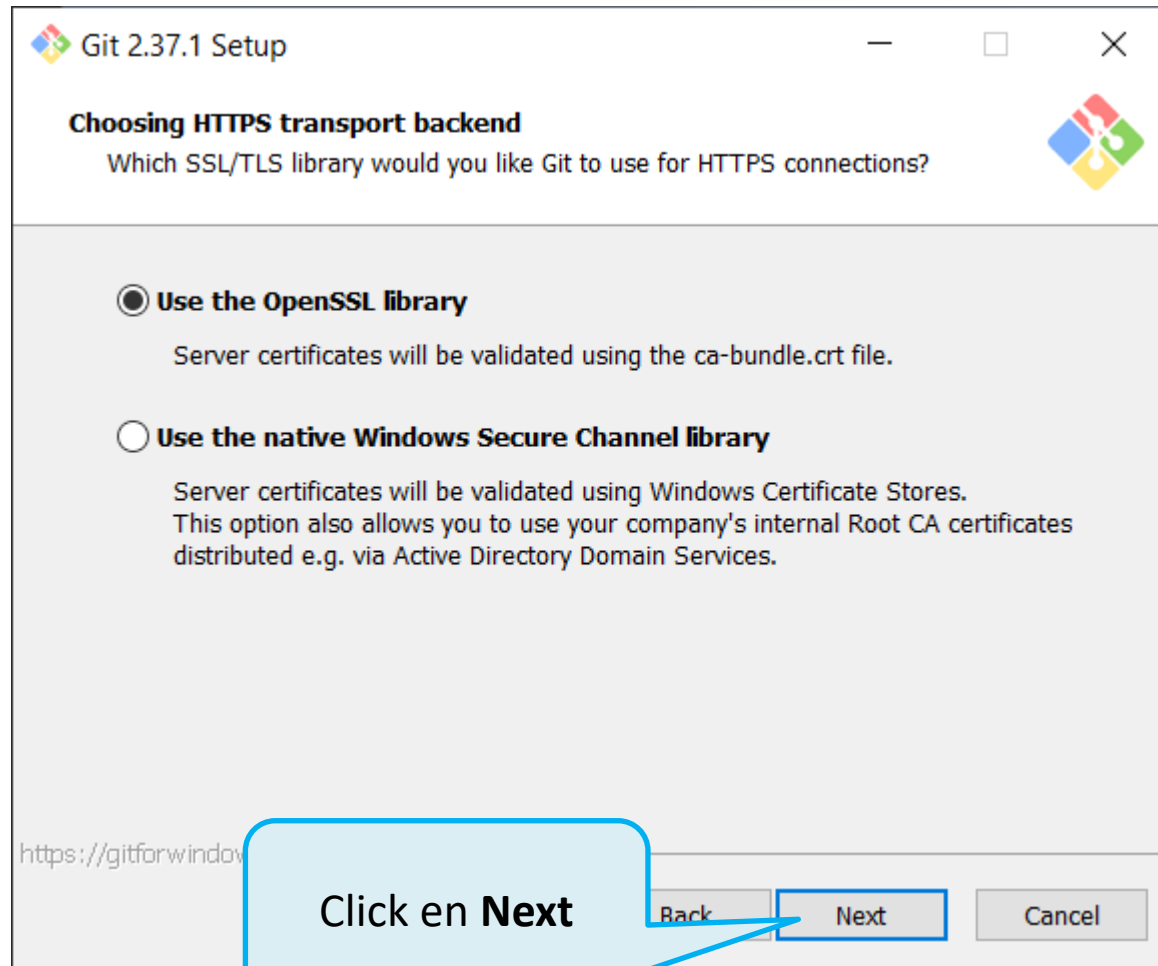 Git 2.37.1 Setup
Choosing HTTPS transport backend
Which SSL/TLS library would you like Git to use for HTTPS connections?
Use the OpenSSL library
Server certificates will be validated using the ca-bundle.crt file.
Use the native Windows Secure Channel library
Server certificates will be validated using Windows Certificate Stores.
This option also allows you to use your company's internal Root CA certificates
distributed e.g. via Active Directory Domain Services.
https://gitforwindow
Click en Next
Back Next Cancel